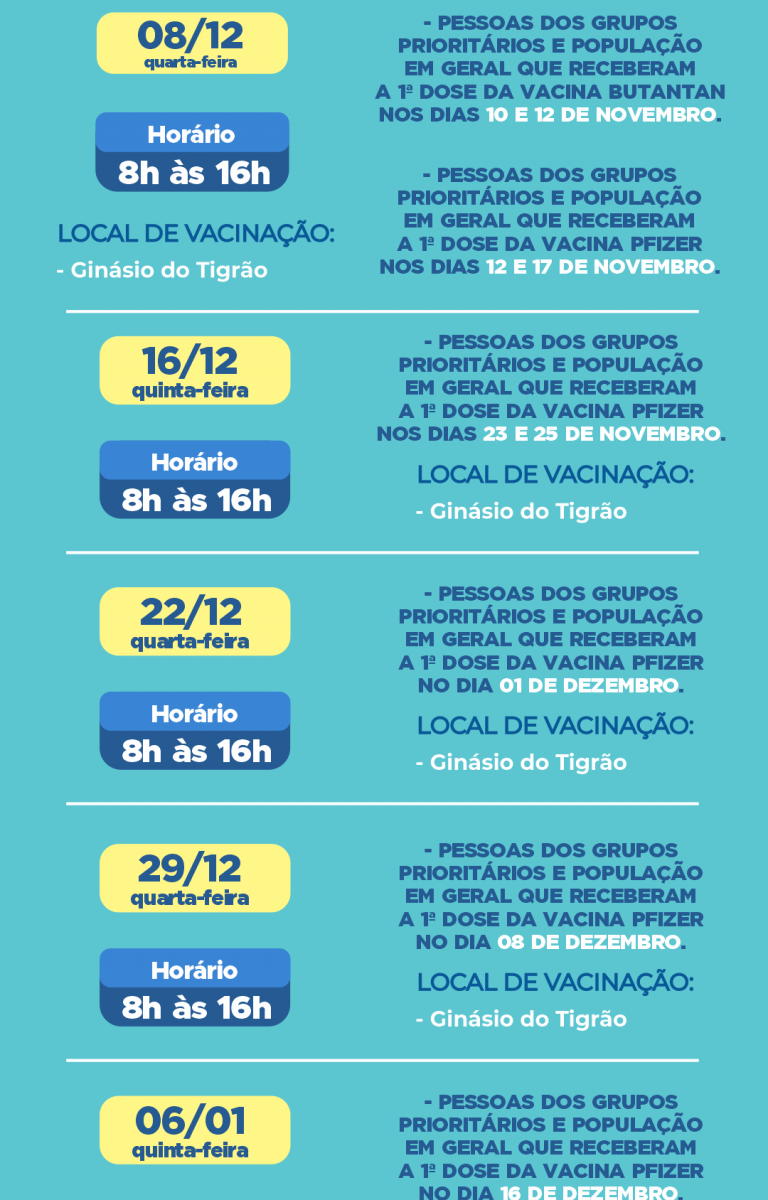 08/12
quarta-feira
Horário
8h às 16h
LOCAL DE VACINAÇÃO:
- Ginásio do Tigrão
- PESSOAS DOS GRUPOS
PRIORITÁRIOS E POPULAÇÃO
EM GERAL QUE RECEBERAM
A 1ª DOSE DA VACINA BUTANTAN
NOS DIAS 10 E 12 DE NOVEMBRO.
- PESSOAS DOS GRUPOS
PRIORITÁRIOS E POPULAÇÃO
EM GERAL QUE RECEBERAM
A 1ª DOSE DA VACINA PFIZER
NOS DIAS 12 E 17 DE NOVEMBRO.
16/12
quinta-feira
Horário
8h às 16h
- PESSOAS DOS GRUPOS
PRIORITÁRIOS E POPULAÇÃO
EM GERAL QUE RECEBERAM
A 1ª DOSE DA VACINA PFIZER
NOS DIAS 23 E 25 DE NOVEMBRO.
LOCAL DE VACINAÇÃO:
- Ginásio do Tigrão
22/12
quarta-feira
Horário
8h às 16h
- PESSOAS DOS GRUPOS
PRIORITÁRIOS E POPULAÇÃO
EM GERAL QUE RECEBERAM
A 1ª DOSE DA VACINA PFIZER
NO DIA 01 DE DEZEMBRO.
LOCAL DE VACINAÇÃO:
- Ginásio do Tigrão
29/12
quarta-feira
Horário
8h às 16h
- PESSOAS DOS GRUPOS
PRIORITÁRIOS E POPULAÇÃO
EM GERAL QUE RECEBERAM
A 1ª DOSE DA VACINA PFIZER
NO DIA 08 DE DEZEMBRO.
LOCAL DE VACINAÇÃO:
- Ginásio do Tigrão
06/01
quinta-feira
- PESSOAS DOS GRUPOS
PRIORITÁRIOS E POPULAÇÃO
EM GERAL QUE RECEBERAM
A 1ª DOSE DA VACINA PFIZER
NO DIA 16 DE DEZEMBRO.